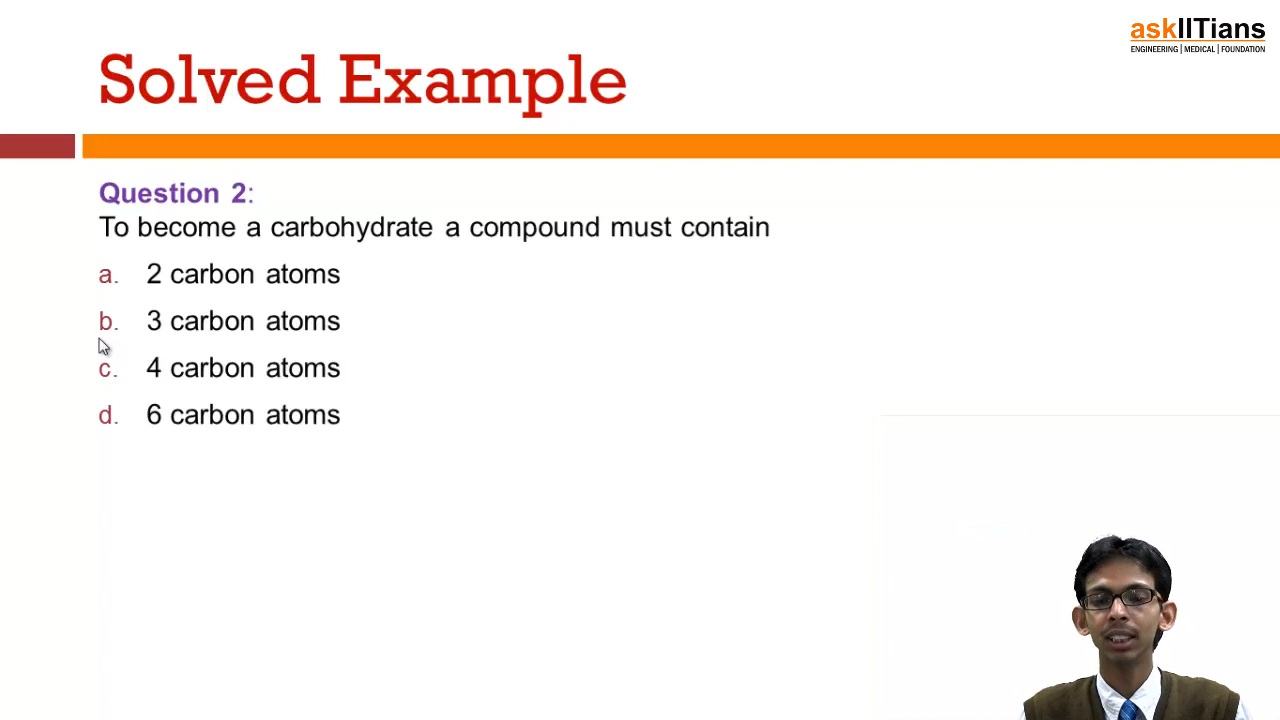 askIITians
ENGINEERING | MEDICAL | FOUNDATION
Solved Example
Question 2:
To become a carbohydrate a compound must contain
a. 2 carbon atoms
b. 3 carbon atoms
c. 4 carbon atoms
d. 6 carbon atoms